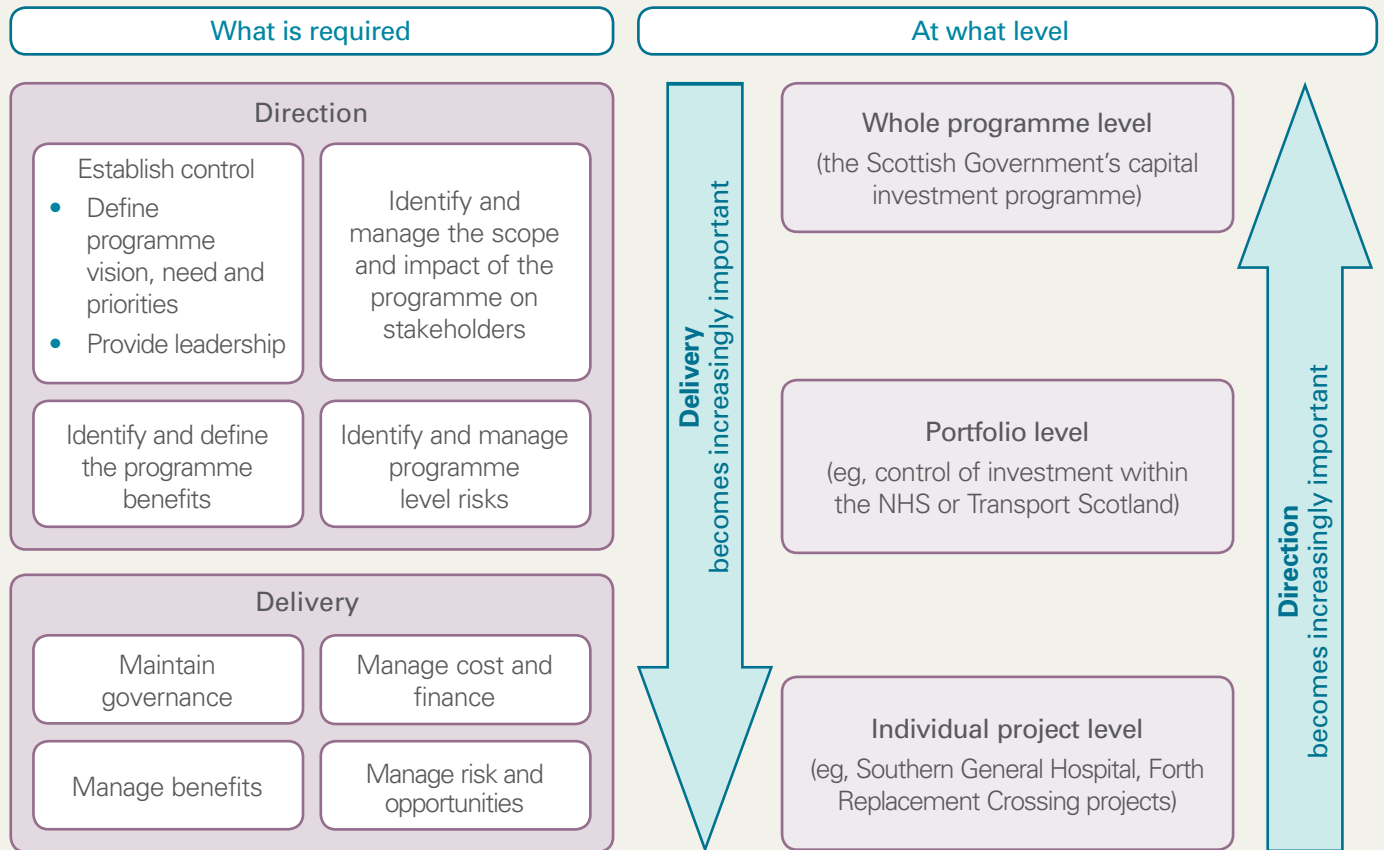 What is required
At what level
Direction
Establish control
• Define
programme
vision, need and
priorities
• Provide leadership
Identify and
manage the scope
and impact of the
programme on
stakeholders
Identify and define
the programme
benefits
Identify and manage
programme
level risks
Delivery
Maintain
governance
Manage cost and
finance
Manage benefits
Manage risk and
opportunities
Delivery
becomes increasingly important
Whole programme level
(the Scottish Government’s capital
investment programme)
Portfolio level
(eg, control of investment within
the NHS or Transport Scotland)
Individual project level
(eg, Southern General Hospital, Forth
Replacement Crossing projects)
Direction
becomes increasingly important